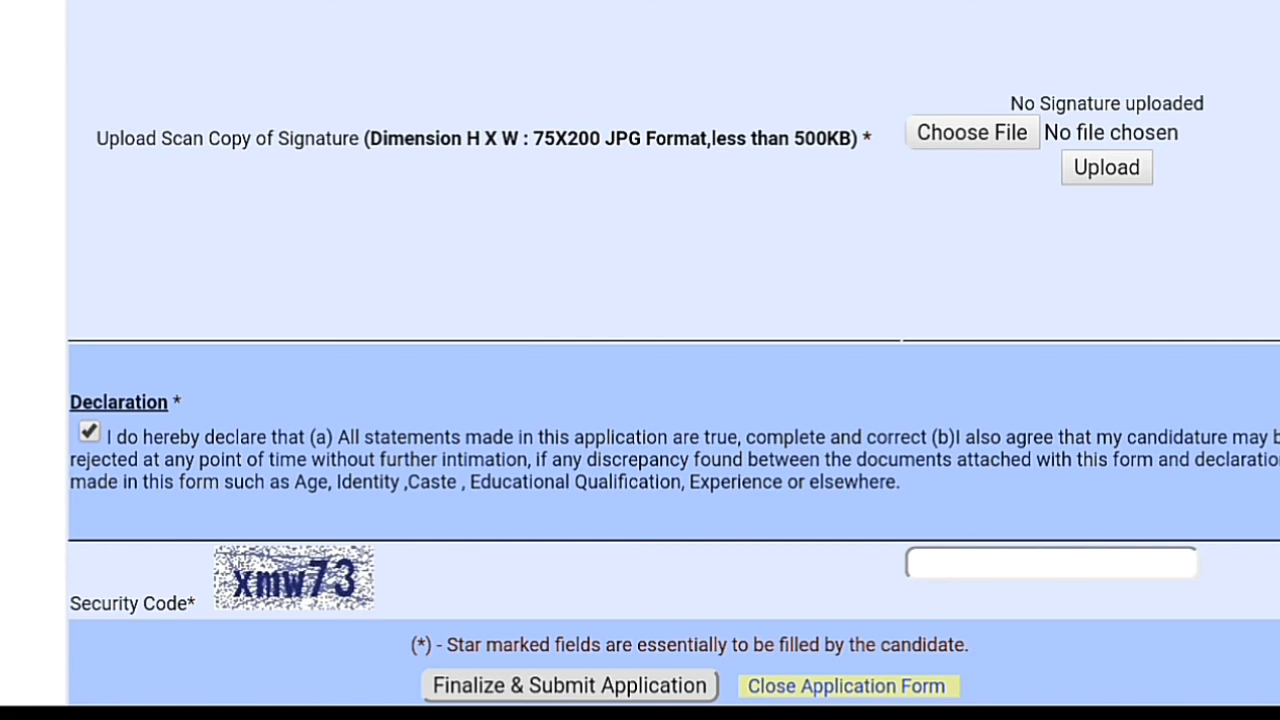 No Signature uploaded
Upload Scan Copy of Signature (Dimension H X W : 75X200 JPG Format,less than 500KB) * Choose File No file chosen
Upload
Declaration *
I do hereby declare that (a) All statements made in this application are true, complete and correct (b)I also agree that my candidature may b
rejected at any point of time without further intimation, if any discrepancy found between the documents attached with this form and declaratio
made in this form such as Age, Identity ,Caste , Educational Qualification, Experience or elsewhere.
Security Code* xmw73
(*) - Star marked fields are essentially to be filled by the candidate.
Finalize & Submit Application Close Application Form